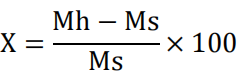 X = (Mh − Ms) / Ms × 100